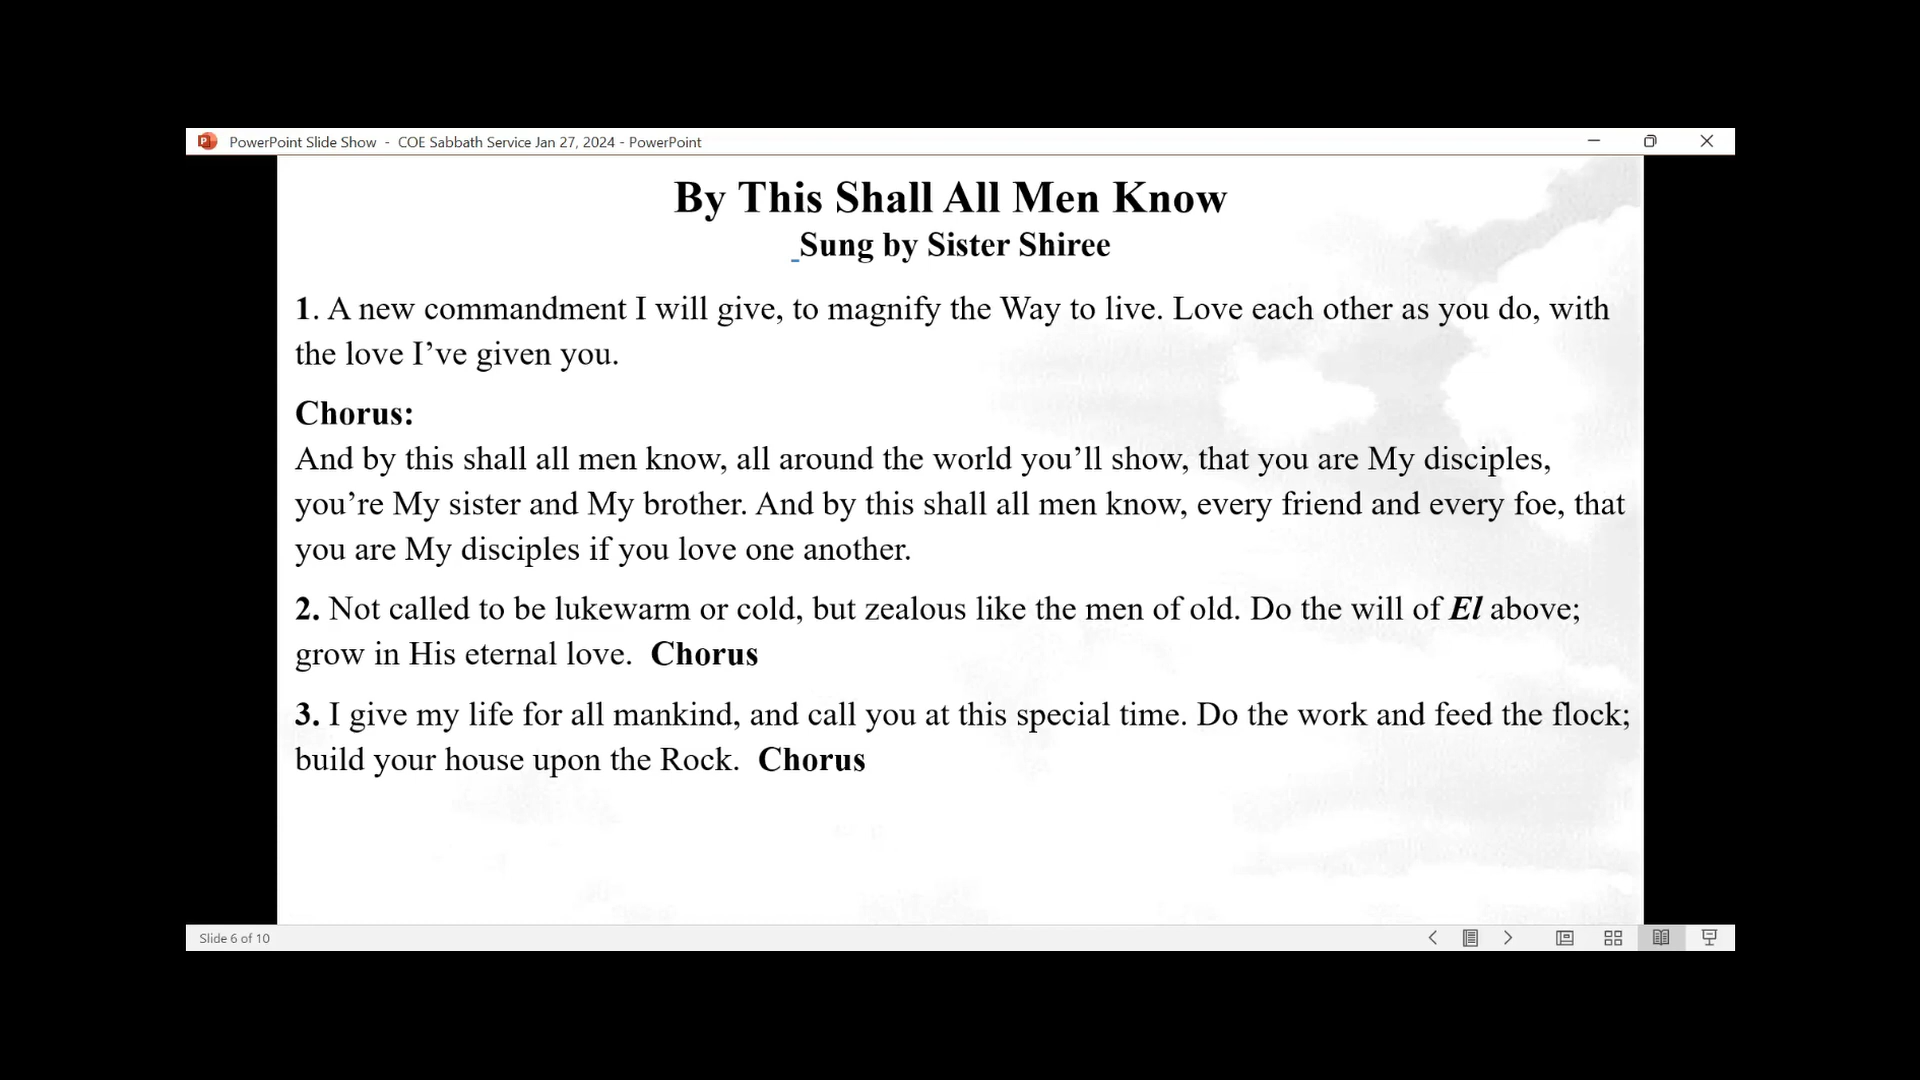 PowerPoint Slide Show - COE Sabbath Service Jan 27, 2024 - PowerPoint
By This Shall All Men Know
Sung by Sister Shiree
1. A new commandment I will give, to magnify the Way to live. Love each other as you do, with
the love I’ve given you.
Chorus:
And by this shall all men know, all around the world you’ll show, that you are My disciples,
you’re My sister and My brother. And by this shall all men know, every friend and every foe, that
you are My disciples if you love one another.
2. Not called to be lukewarm or cold, but zealous like the men of old. Do the will of El above;
grow in His eternal love. Chorus
3. I give my life for all mankind, and call you at this special time. Do the work and feed the flock;
build your house upon the Rock. Chorus
Slide 6 of 10